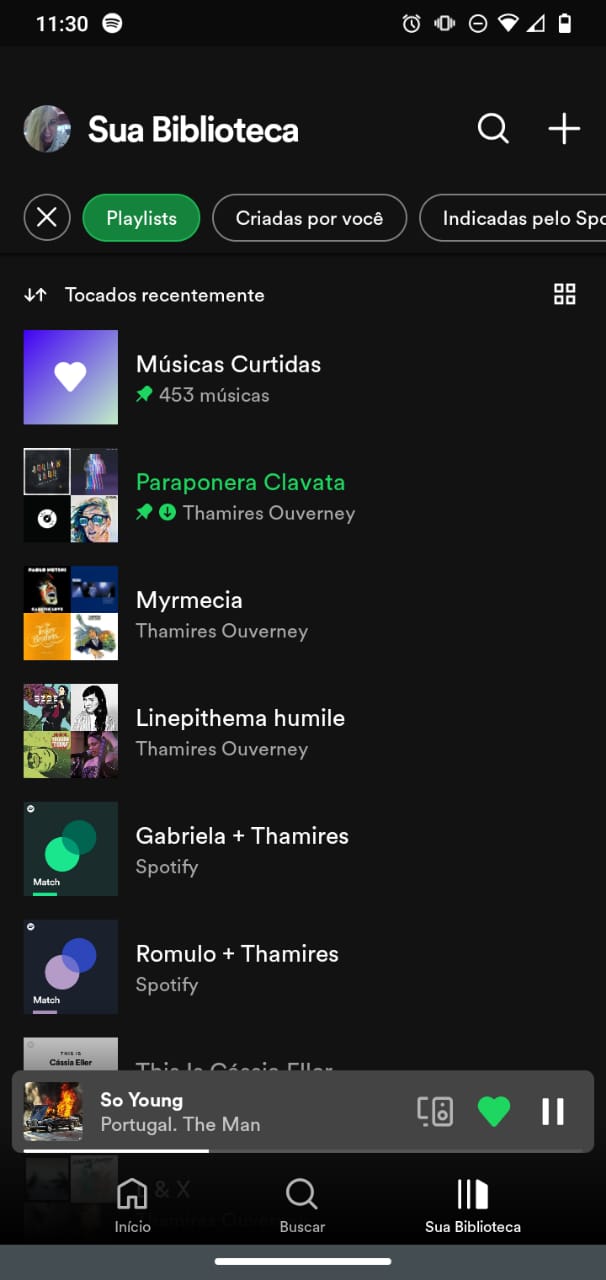 11:30
Sua Biblioteca
Playlists
Criadas por você
Indicadas pelo Spo
Tocados recentemente
Músicas Curtidas
453 músicas
Paraponera Clavata
Thamires Ouverney
Myrmecia
Thamires Ouverney
Linepithema humile
Thamires Ouverney
Match
Gabriela + Thamires
Spotify
Match
Romulo + Thamires
Spotify
THIS IS
Cássia Eller
This Is Cássia Eller
So Young
Portugal. The Man
& X
Início
Buscar
Sua Biblioteca